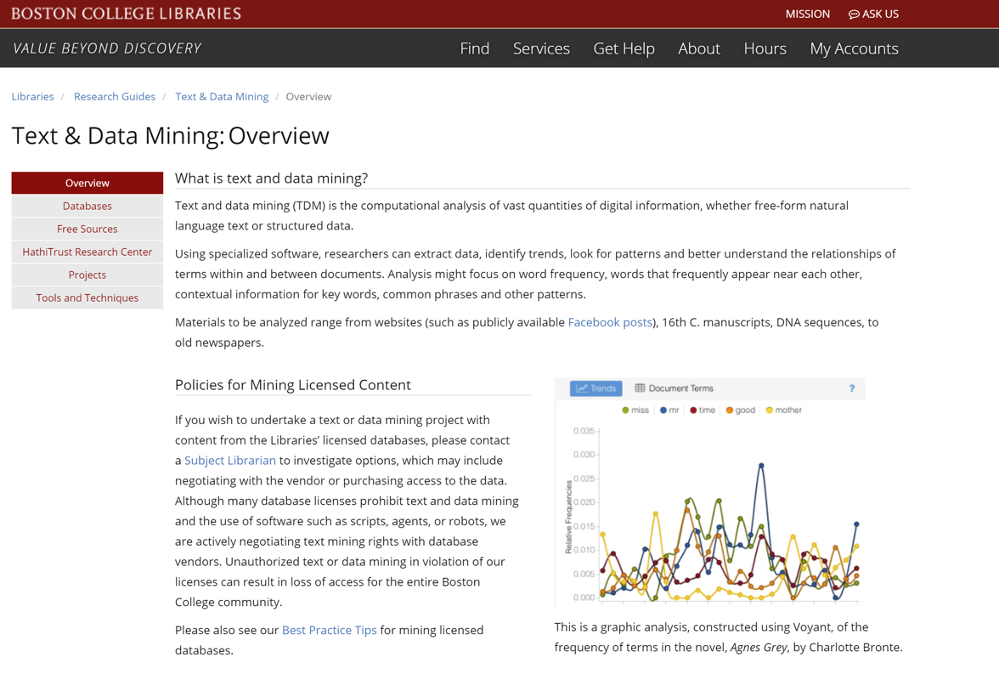 BOSTON COLLEGE LIBRARIES
MISSION
ASK US
VALUE BEYOND DISCOVERY
Find
Services
Get Help
About
Hours
My Accounts
Libraries / Research Guides / Text & Data Mining / Overview
Text & Data Mining: Overview
Overview
Databases
Free Sources
HathiTrust Research Center
Projects
Tools and Techniques
What is text and data mining?
Text and data mining (TDM) is the computational analysis of vast quantities of digital information, whether free-form natural
language text or structured data.
Using specialized software, researchers can extract data, identify trends, look for patterns and better understand the relationships of
terms within and between documents. Analysis might focus on word frequency, words that frequently appear near each other,
contextual information for key words, common phrases and other patterns.
Materials to be analyzed range from websites (such as publicly available Facebook posts), 16th C. manuscripts, DNA sequences, to
old newspapers.
Policies for Mining Licensed Content
If you wish to undertake a text or data mining project with
content from the Libraries' licensed databases, please contact
a Subject Librarian to investigate options, which may include
negotiating with the vendor or purchasing access to the data.
Although many database licenses prohibit text and data mining
and the use of software such as scripts, agents, or robots, we
are actively negotiating text mining rights with database
vendors. Unauthorized text or data mining in violation of our
licenses can result in loss of access for the entire Boston
College community.
Please also see our Best Practice Tips for mining licensed
databases.
Trends
Document Terms
?
miss mr time good mother
Relative Frequencies
0.035
0.030
0.025
0.020
0.015
0.010
0.005
0.000
This is a graphic analysis, constructed using Voyant, of the
frequency of terms in the novel, Agnes Grey, by Charlotte Bronte.